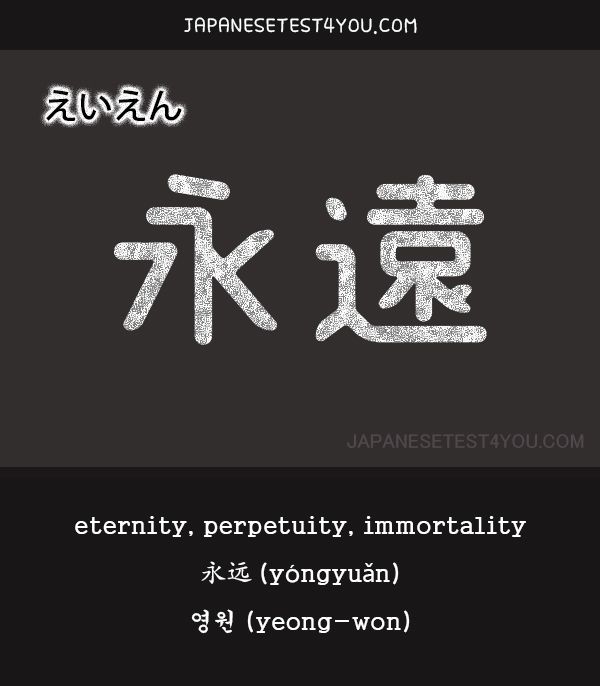 JAPANESETEST4YOU.COM
えいえん
永遠
JAPANESETEST4YOU.COM
eternity, perpetuity, immortality
永远 (yóngyuǎn)
영원 (yeong-won)